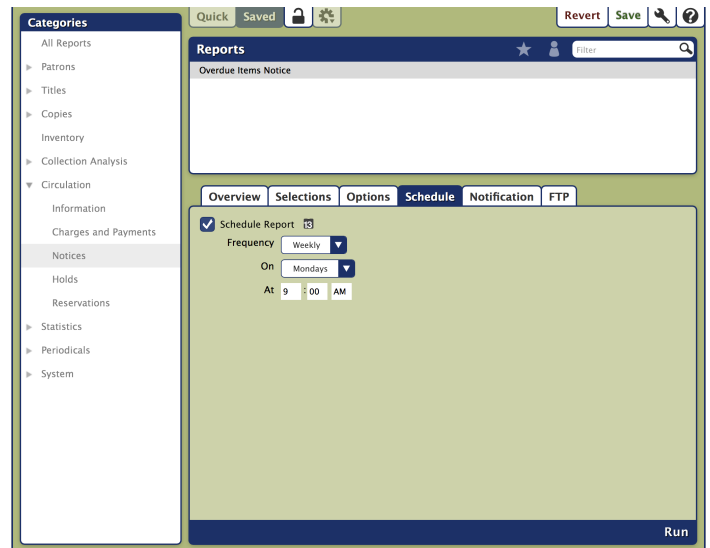 Categories
All Reports
Patrons
Titles
Copies
Inventory
Collection Analysis
Circulation
Information
Charges and Payments
Notices
Holds
Reservations
Statistics
Periodicals
System
Quick Saved
Revert Save
Reports
Filter
Overdue Items Notice
Overview Selections Options Schedule Notification FTP
Schedule Report 13
Frequency Weekly
On Mondays
At 9 : 00 AM
Run